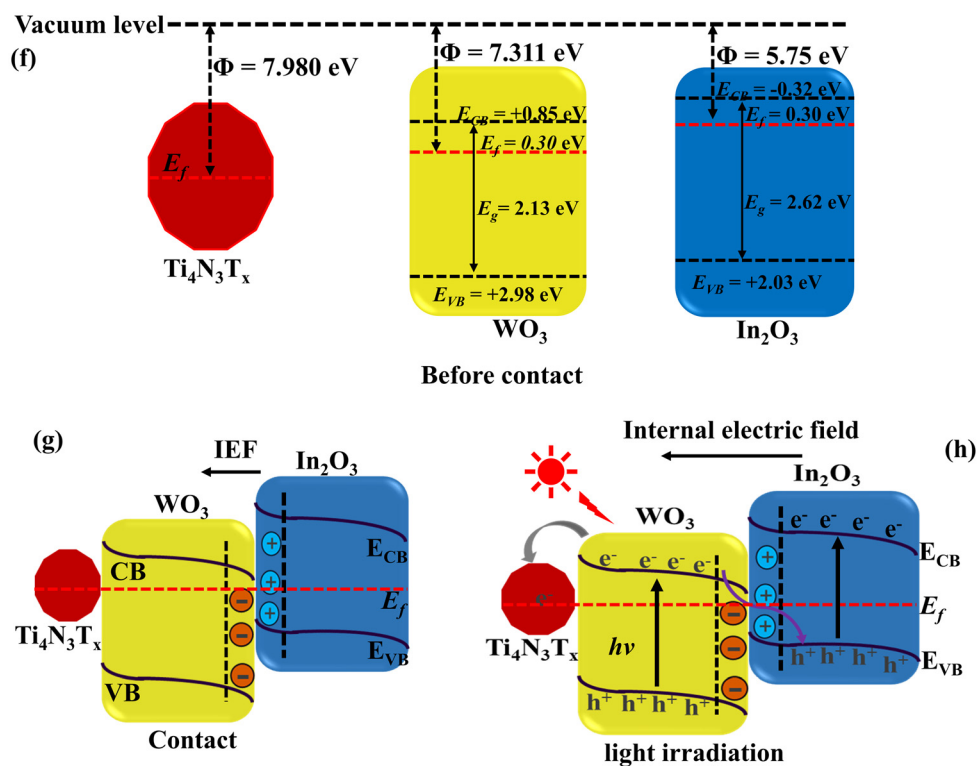 Vacuum level
(f)
Φ = 7.980 eV
Φ = 7.311 eV
Φ = 5.75 eV
E_CB = +0.85 eV
E_f = 0.30 eV
E_g = 2.13 eV
E_VB = +2.98 eV
E_CB = -0.32 eV
E_f = 0.30 eV
E_g = 2.62 eV
E_VB = +2.03 eV
E_f
Ti₄N₃Tₓ
WO₃
In₂O₃
Before contact
(g)
IEF
In₂O₃
WO₃
CB
E_CB
E_f
Ti₄N₃Tₓ
E_VB
VB
+
+
+
−
−
−
Contact
(h)
Internal electric field
In₂O₃
WO₃
e⁻ e⁻ e⁻ e⁻
e⁻ e⁻ e⁻ e⁻
E_CB
e⁻
E_f
Ti₄N₃Tₓ
hν
h⁺ h⁺ h⁺ h⁺
E_VB
h⁺ h⁺ h⁺ h⁺
+
+
+
−
−
−
light irradiation